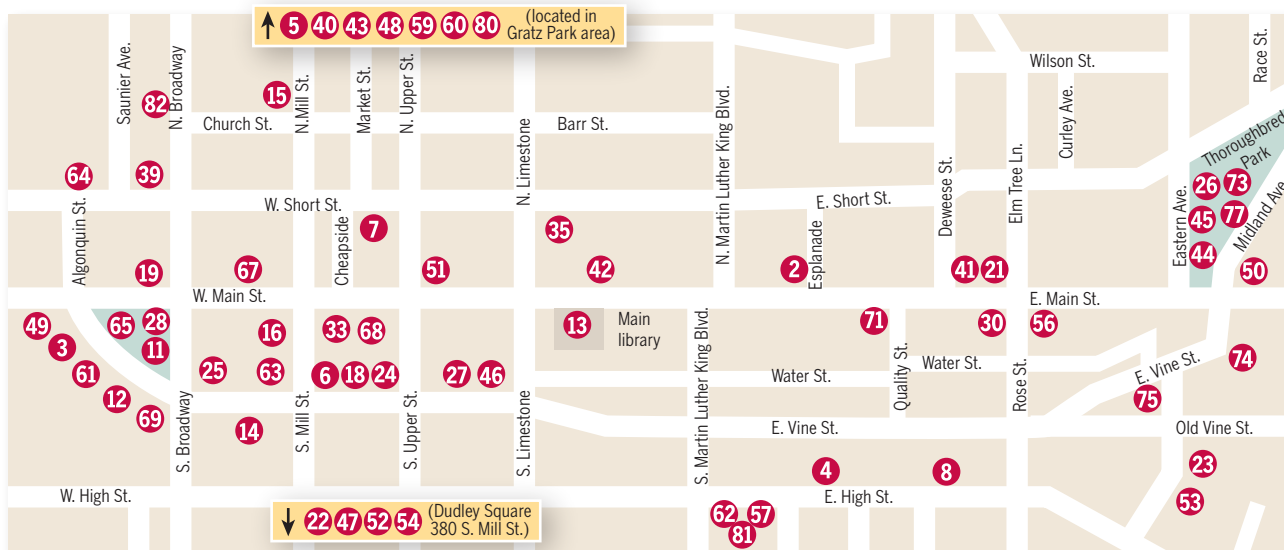 5 40 43 48 59 60 80
(located in
Gratz Park area)
Saunier Ave.
N. Broadway
N.Mill St.
Market St.
N. Upper St.
N. Limestone
N. Martin Luther King Blvd.
Wilson St.
Race St.
Curley Ave.
82
15
Church St.
Barr St.
Deweese St.
Elm Tree Ln.
Thoroughbred
Park
64
39
26 73
W. Short St.
E. Short St.
Algonquin St.
Cheapside
7
35
Esplanade
Eastern Ave.
45 77
Midland Ave.
19
67
51
42
2
41 21
44
50
W. Main St.
E. Main St.
49
65
28
16
33 68
13
Main
library
71
30
56
3
11
61
25
63
6 18 24
27 46
Water St.
Water St.
E. Vine St.
74
12
75
69
14
S. Broadway
S. Mill St.
S. Upper St.
S. Limestone
S. Martin Luther King Blvd.
Quality St.
Rose St.
E. Vine St.
Old Vine St.
4
8
23
W. High St.
E. High St.
53
22 47 52 54
(Dudley Square
380 S. Mill St.)
62 57
81